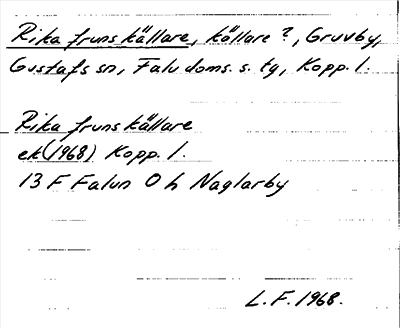 Rika fruns källare, källare?, Gruvby,
Gustafs sn, Falu doms. s. tg, Kopp. l.
Rika fruns källare
ek (1968) Kopp. l.
13 F Falun O h Naglarby
L. F. 1968.